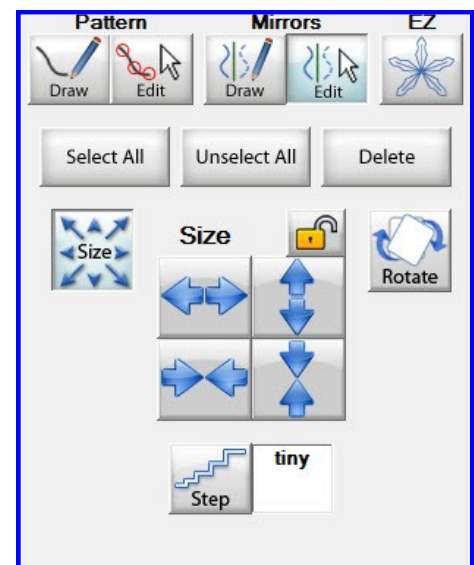 Pattern Mirrors EZ
Draw Edit Draw Edit
Select All Unselect All Delete
Size Size Rotate
Step tiny